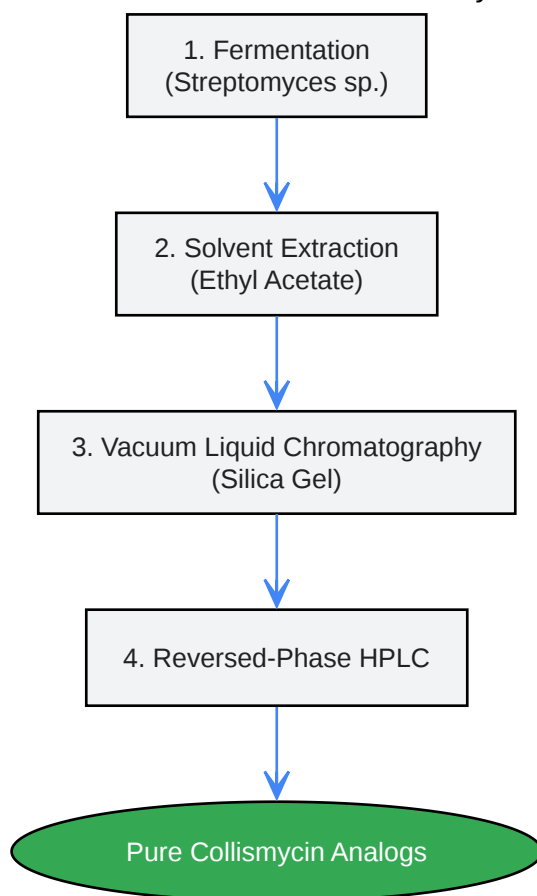 1. Fermentation
(Streptomyces sp.)
2. Solvent Extraction
(Ethyl Acetate)
3. Vacuum Liquid Chromatography
(Silica Gel)
4. Reversed-Phase HPLC
Pure Collismycin Analogs